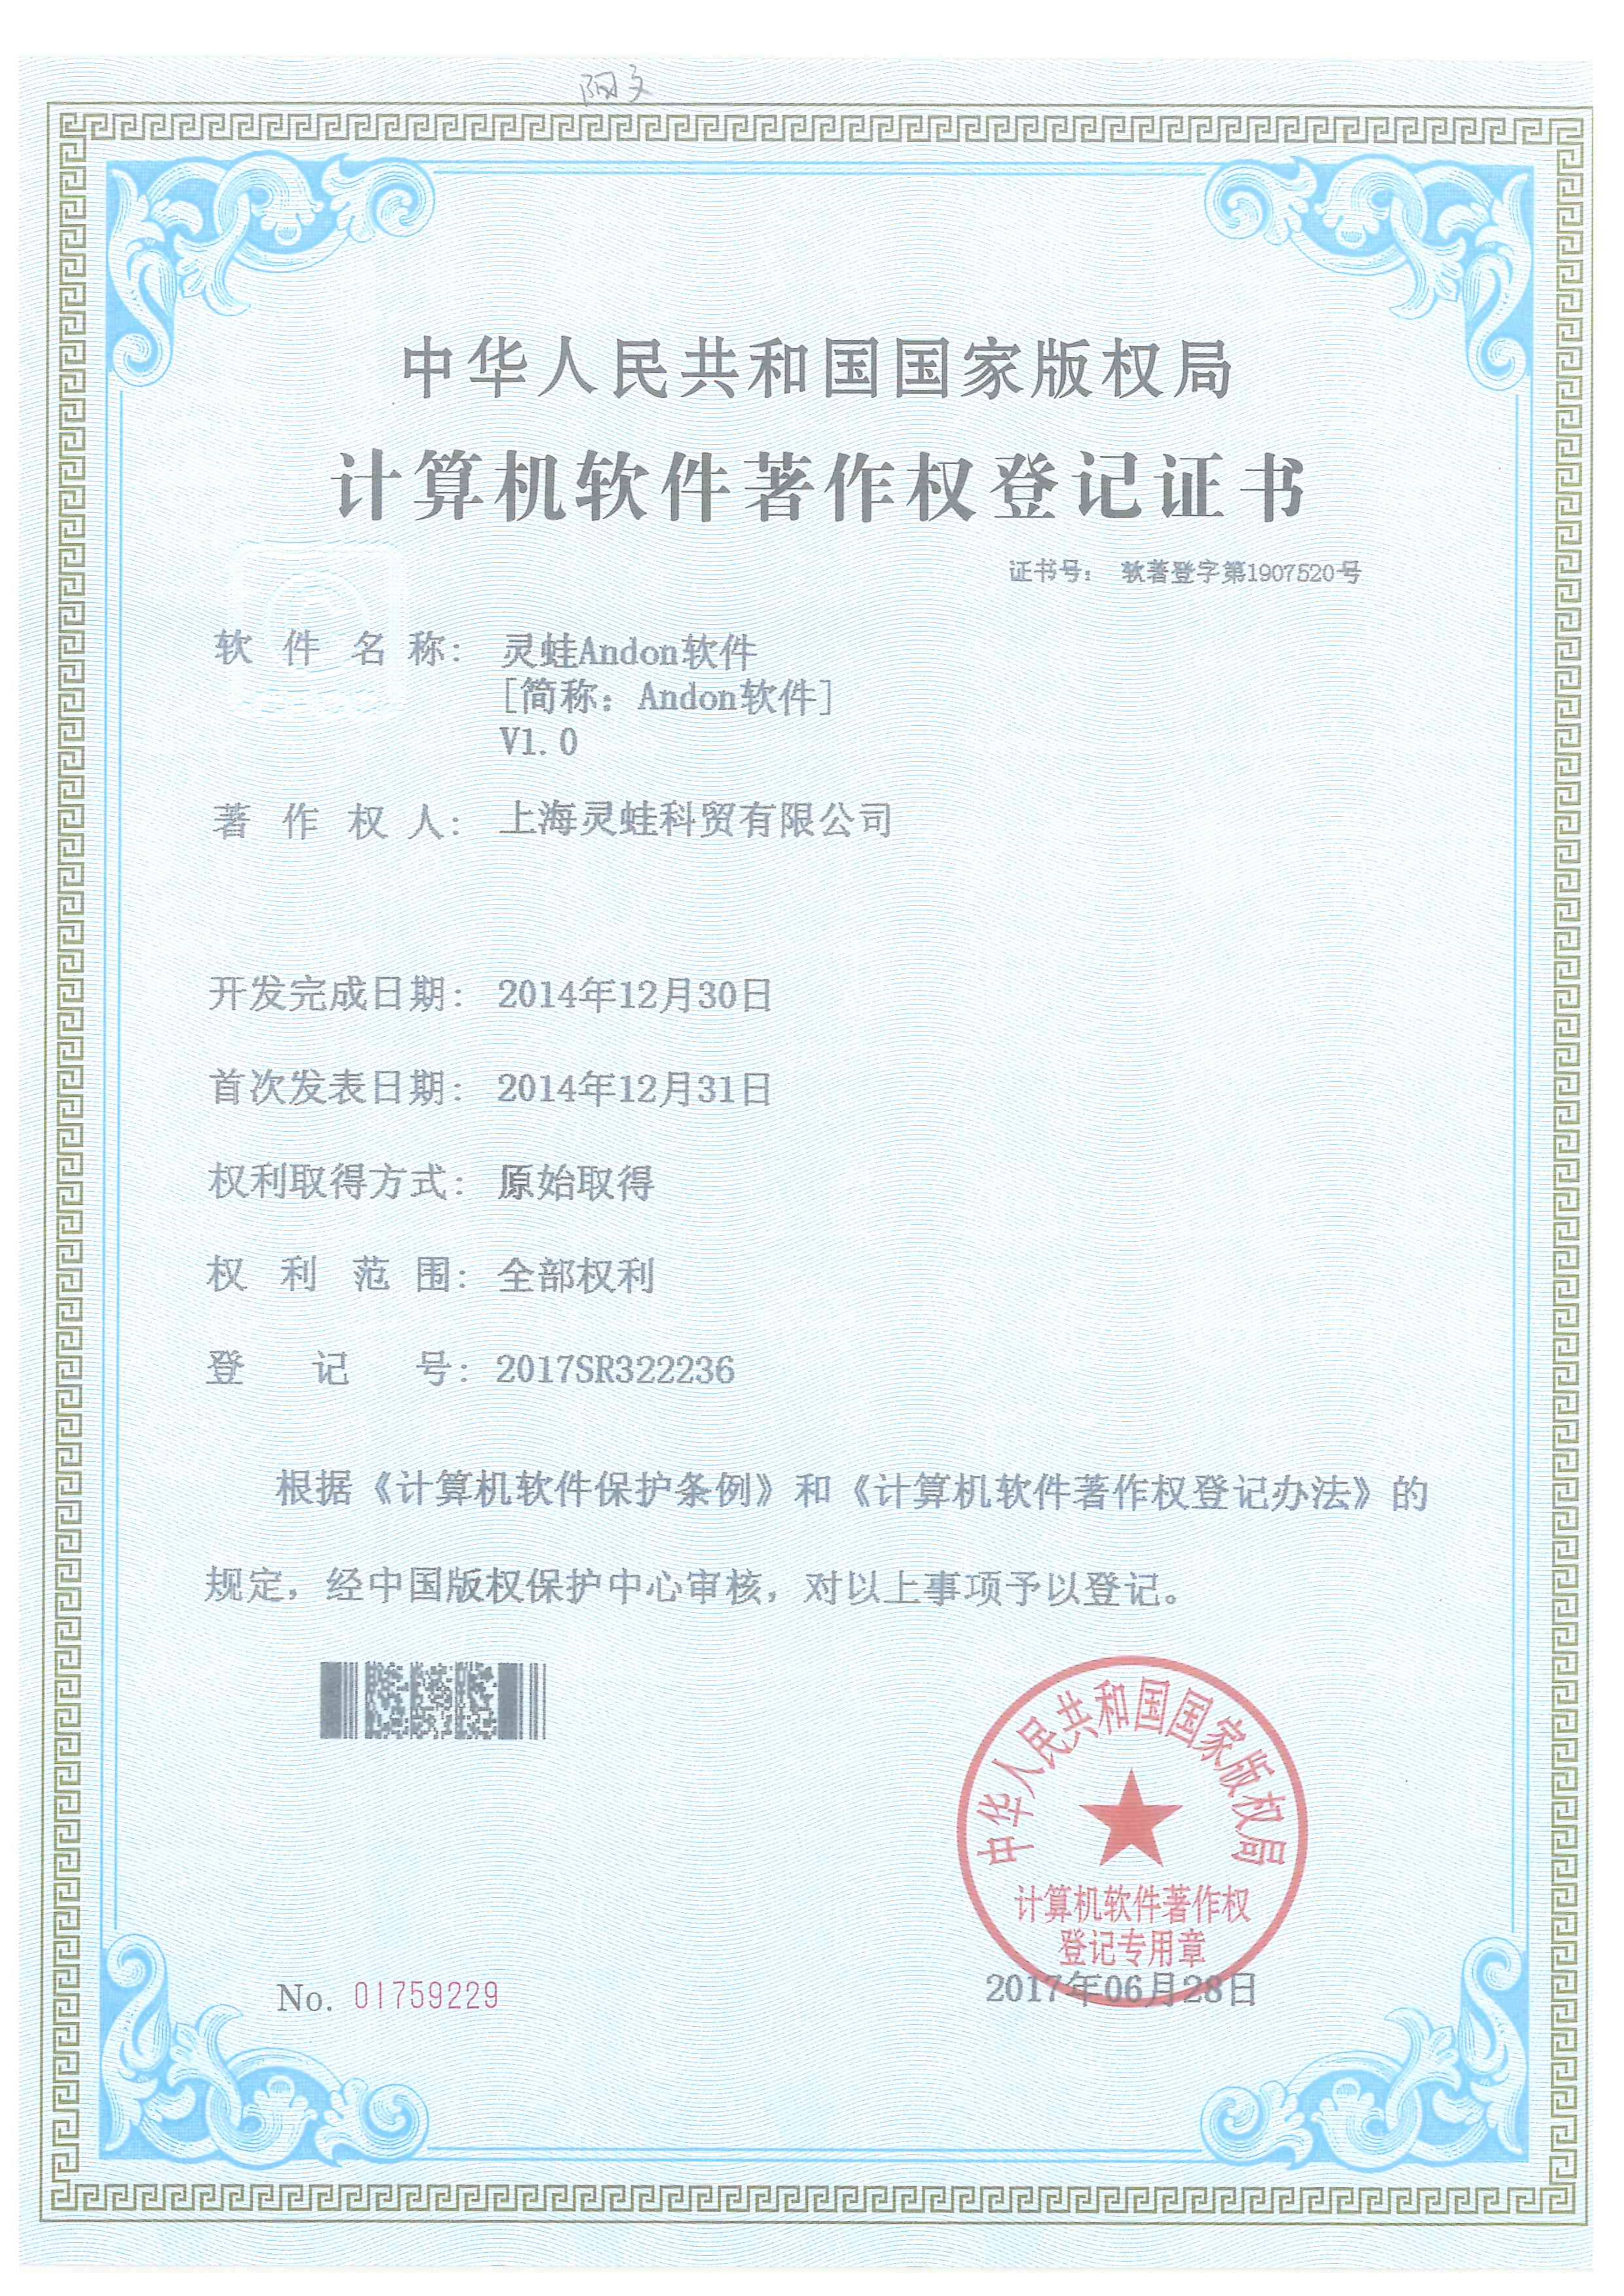 中华人民共和国国家版权局
计算机软件著作权登记证书
证书号： 软著登字第1907520号
软件名称： 灵蛙Andon软件
[简称：Andon软件]
V1.0
著作权人： 上海灵蛙科贸有限公司
开发完成日期： 2014年12月30日
首次发表日期： 2014年12月31日
权利取得方式： 原始取得
权利范围： 全部权利
登记号： 2017SR322236
根据《计算机软件保护条例》和《计算机软件著作权登记办法》的
规定，经中国版权保护中心审核，对以上事项予以登记。
中华人民共和国国家版权局
计算机软件著作权
登记专用章
No. 01759229
2017年06月28日